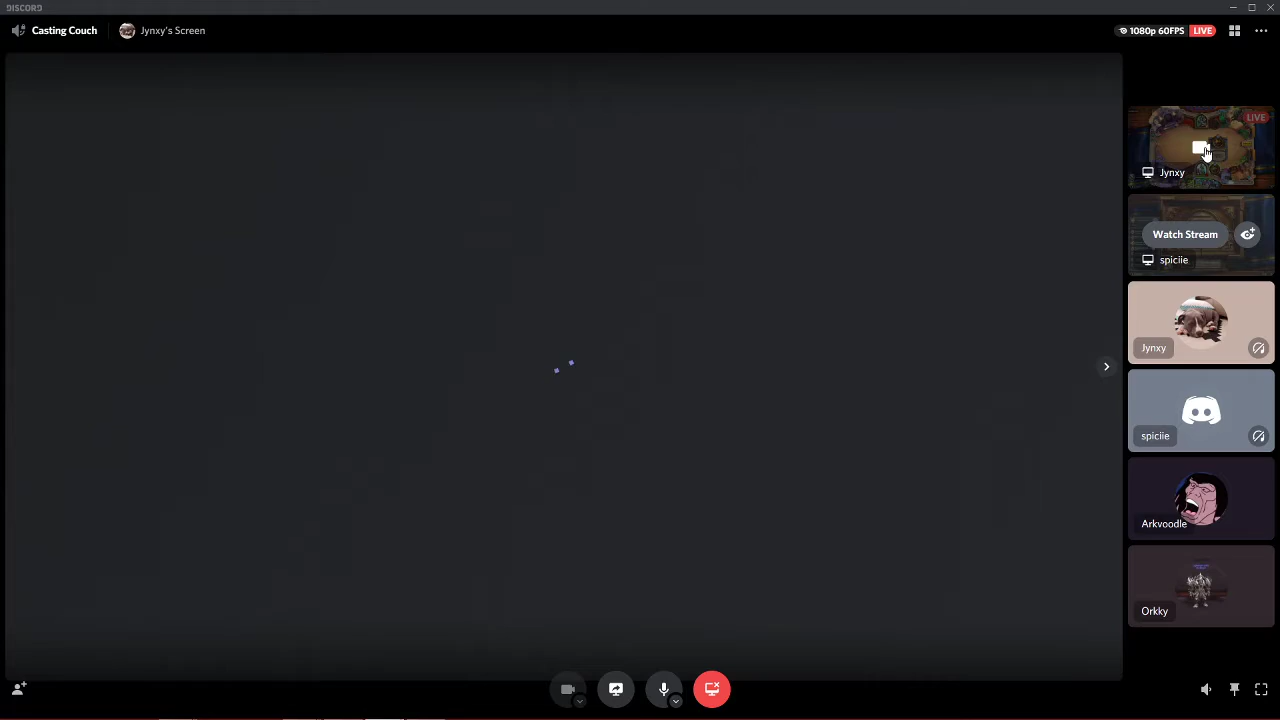 DISCORD
Casting Couch
Jynxy's Screen
1080p 60FPS
LIVE
LIVE
Jynxy
Watch Stream
spiciie
Jynxy
spiciie
Arkvoodle
Orkky